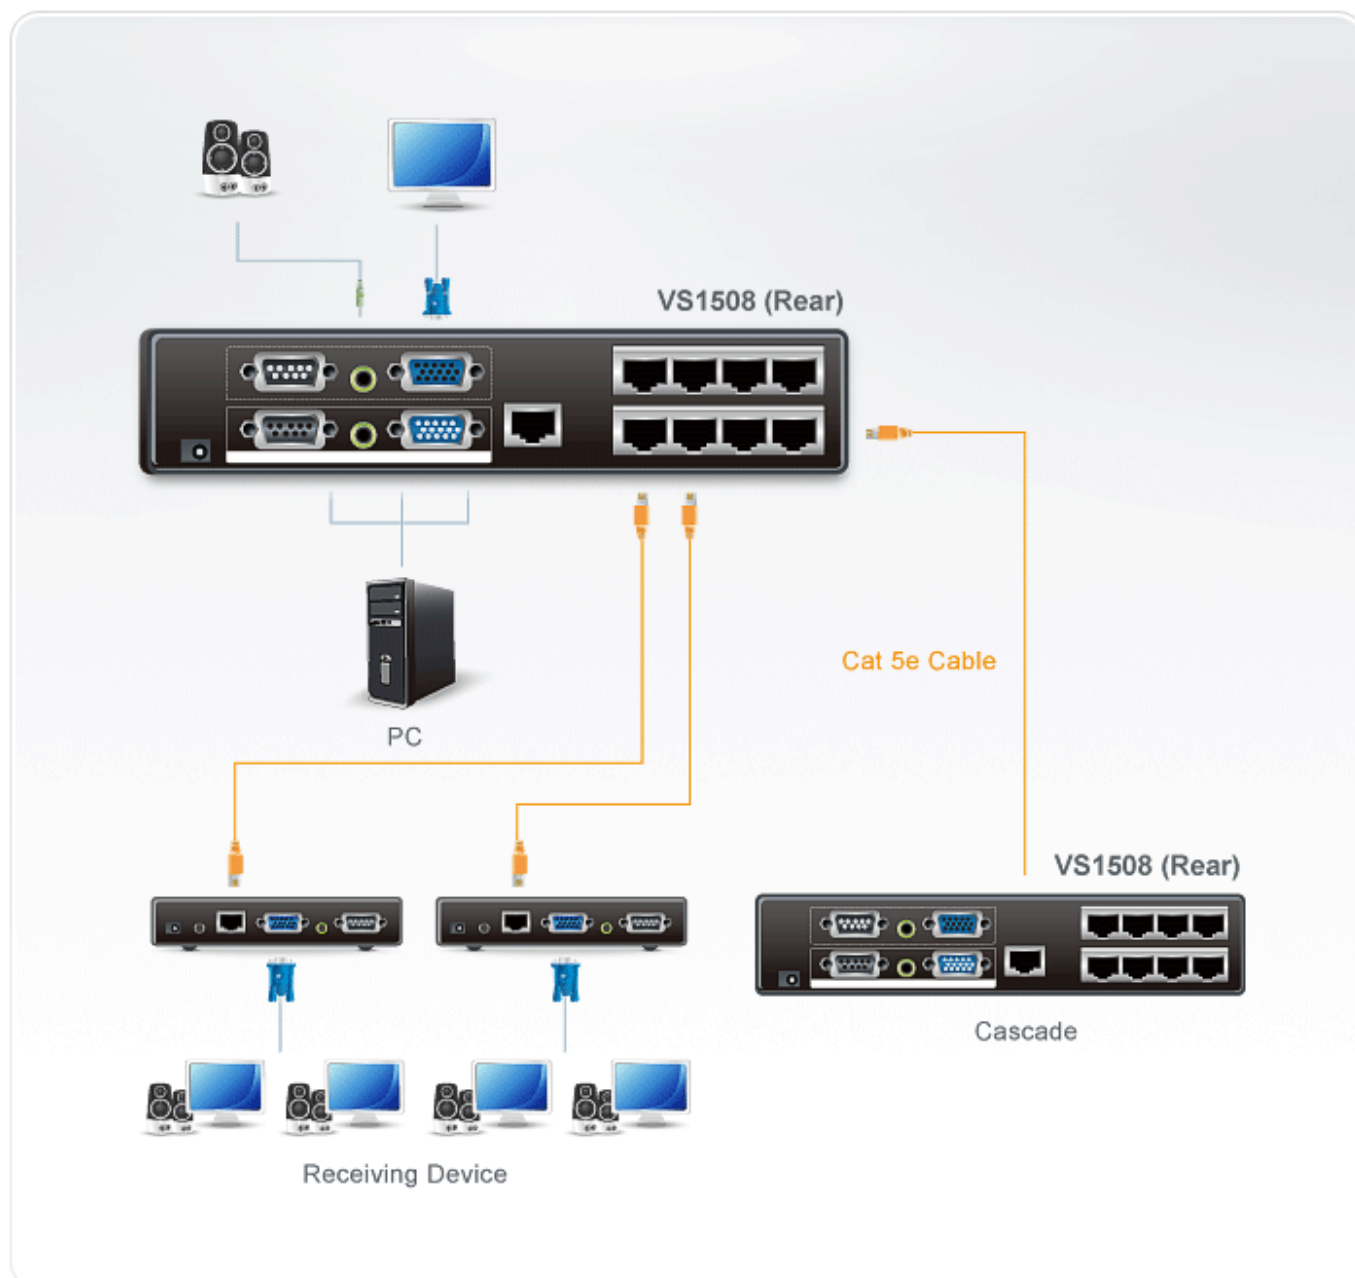 VS1508 (Rear)
Cat 5e Cable
PC
VS1508 (Rear)
Cascade
Receiving Device